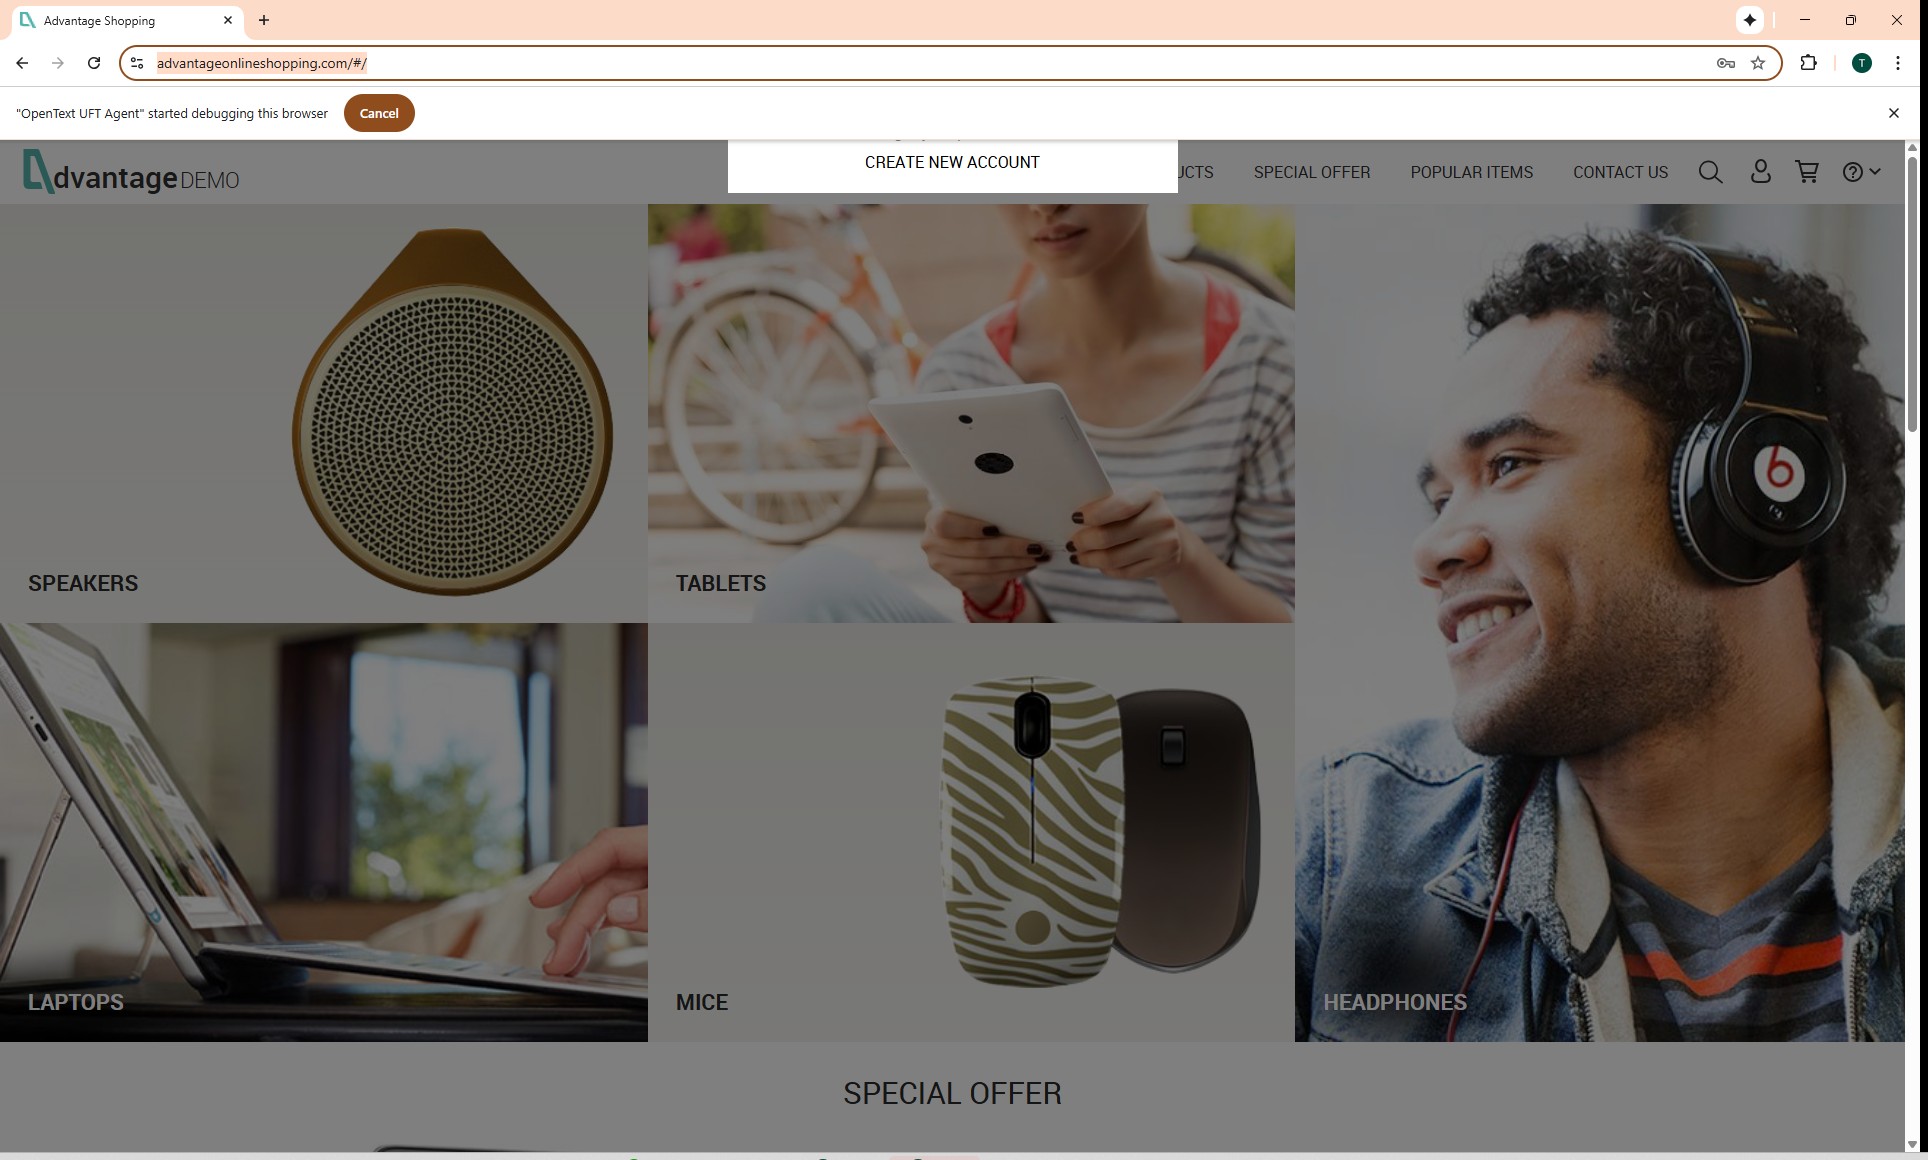 Advantage Shopping
advantageonlineshopping.com/#/
T
"OpenText UFT Agent" started debugging this browser
Cancel
CREATE NEW ACCOUNT
dvantage DEMO
UCTS
SPECIAL OFFER
POPULAR ITEMS
CONTACT US
SPEAKERS
TABLETS
LAPTOPS
MICE
HEADPHONES
SPECIAL OFFER